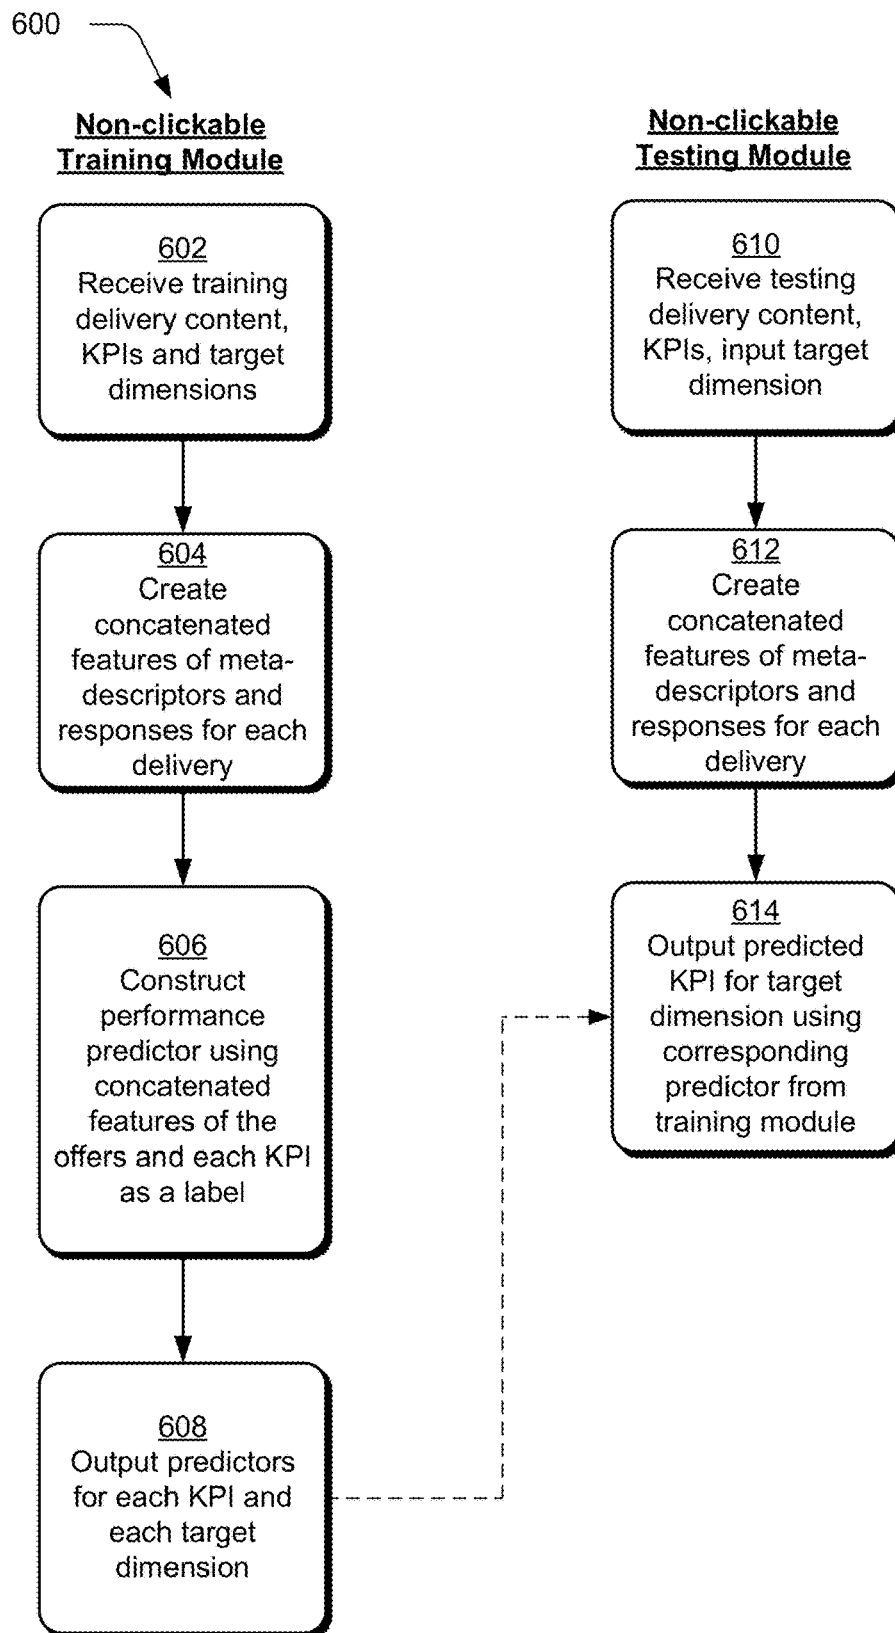 600
Non-clickable
Training Module
602
Receive training
delivery content,
KPIs and target
dimensions
604
Create
concatenated
features of meta-
descriptors and
responses for each
delivery
606
Construct
performance
predictor using
concatenated
features of the
offers and each KPI
as a label
608
Output predictors
for each KPI and
each target
dimension
Non-clickable
Testing Module
610
Receive testing
delivery content,
KPIs, input target
dimension
612
Create
concatenated
features of meta-
descriptors and
responses for each
delivery
614
Output predicted
KPI for target
dimension using
corresponding
predictor from
training module